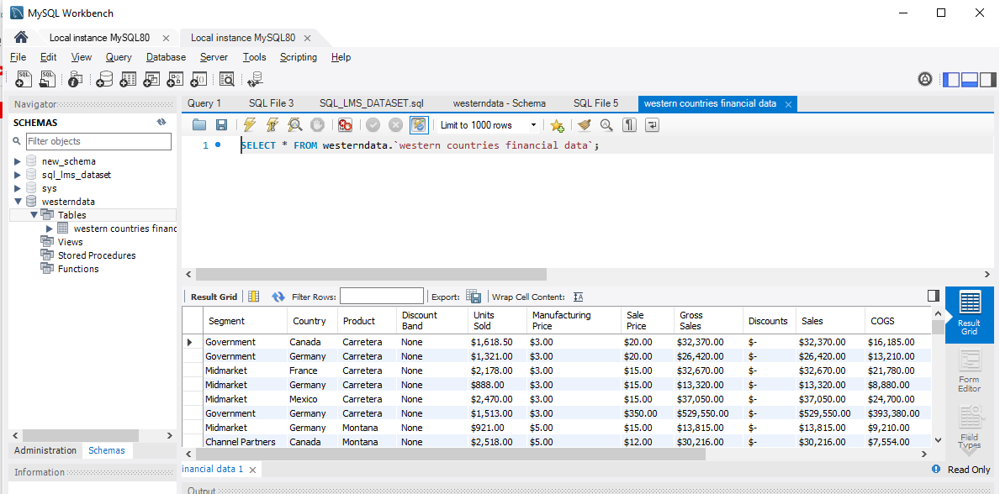 MySQL Workbench
Local instance MySQL80 Local instance MySQL80
File Edit View Query Database Server Tools Scripting Help
Navigator
SCHEMAS
Filter objects
new_schema
sql_lms_dataset
sys
westerndata
Tables
western countries financ
Views
Stored Procedures
Functions
Administration Schemas
Information
Query 1 SQL File 3 SQL_LMS_DATASET.sql westerndata - Schema SQL File 5 western countries financial data
Limit to 1000 rows
1 SELECT * FROM westerndata.`western countries financial data`;
Result Grid Filter Rows: Export: Wrap Cell Content:
Segment Country Product Discount Band Units Sold Manufacturing Price Sale Price Gross Sales Discounts Sales COGS
Government Canada Carretera None $1,618.50 $3.00 $20.00 $32,370.00 $- $32,370.00 $16,185.00
Government Germany Carretera None $1,321.00 $3.00 $20.00 $26,420.00 $- $26,420.00 $13,210.00
Midmarket France Carretera None $2,178.00 $3.00 $15.00 $32,670.00 $- $32,670.00 $21,780.00
Midmarket Germany Carretera None $888.00 $3.00 $15.00 $13,320.00 $- $13,320.00 $8,880.00
Midmarket Mexico Carretera None $2,470.00 $3.00 $15.00 $37,050.00 $- $37,050.00 $24,700.00
Government Germany Carretera None $1,513.00 $3.00 $350.00 $529,550.00 $- $529,550.00 $393,380.00
Midmarket Germany Montana None $921.00 $5.00 $15.00 $13,815.00 $- $13,815.00 $9,210.00
Channel Partners Canada Montana None $2,518.00 $5.00 $12.00 $30,216.00 $- $30,216.00 $7,554.00
Result Grid
Form Editor
Field Types
inancial data 1
Read Only
Output